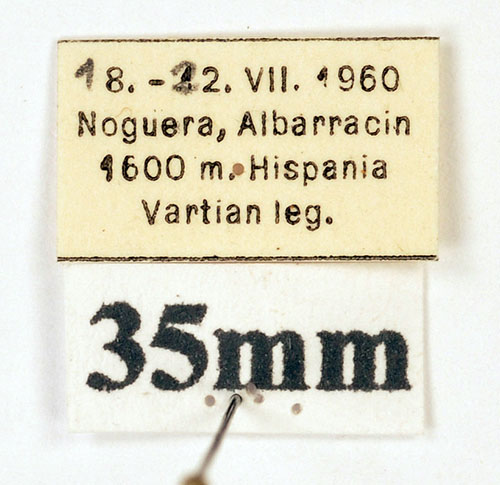 18. -22. VII. 1960
Noguera, Albarracin
1600 m. Hispania
Vartian leg.
35mm